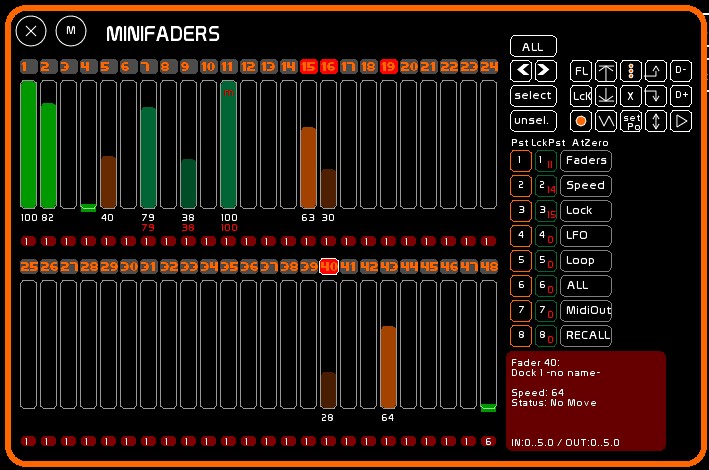 X M MINIFADERS
ALL
1 2 3 4 5 6 7 8 9 10 11 12 13 14 15 16 17 18 19 20 21 22 23 24
FL D-
select LcK X D+
unsel. set Po
Pst LckPst AtZero
1 1 11 Faders
2 2 14 Speed
3 3 15 Lock
4 4 0 LFO
5 5 0 Loop
6 6 0 ALL
7 7 0 MidiOut
8 8 0 RECALL
100 82 40 79 38 100 63 30
79 38 100
1 1 1 1 1 1 1 1 1 1 1 1 1 1 1 1 1 1 1 1 1 1 1 1
25 26 27 28 29 30 31 32 33 34 35 36 37 38 39 40 41 42 43 44 45 46 47 48
28 64
1 1 1 1 1 1 1 1 1 1 1 1 1 1 1 1 1 1 1 1 1 1 1 6
Fader 40:
Dock 1 -no name-
Speed: 64
Status: No Move
IN:0..5.0 / OUT:0..5.0